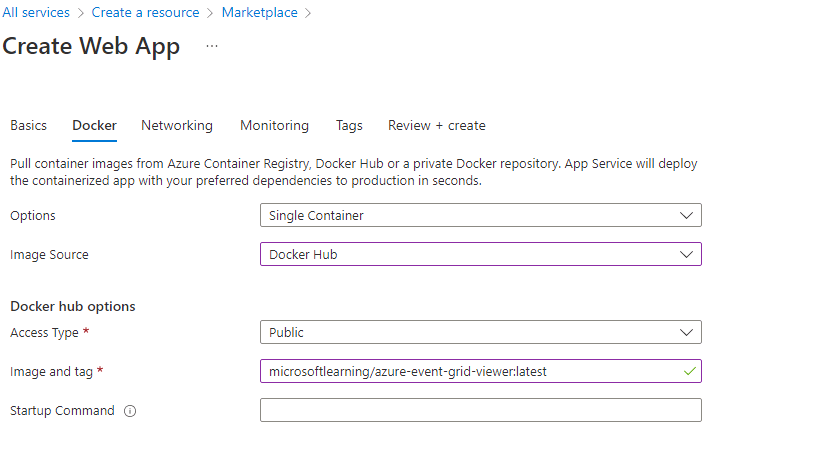 All services > Create a resource > Marketplace >
Create Web App ...
Basics Docker Networking Monitoring Tags Review + create
Pull container images from Azure Container Registry, Docker Hub or a private Docker repository. App Service will deploy
the containerized app with your preferred dependencies to production in seconds.
Options Single Container
Image Source Docker Hub
Docker hub options
Access Type * Public
Image and tag * microsoftlearning/azure-event-grid-viewer:latest
Startup Command